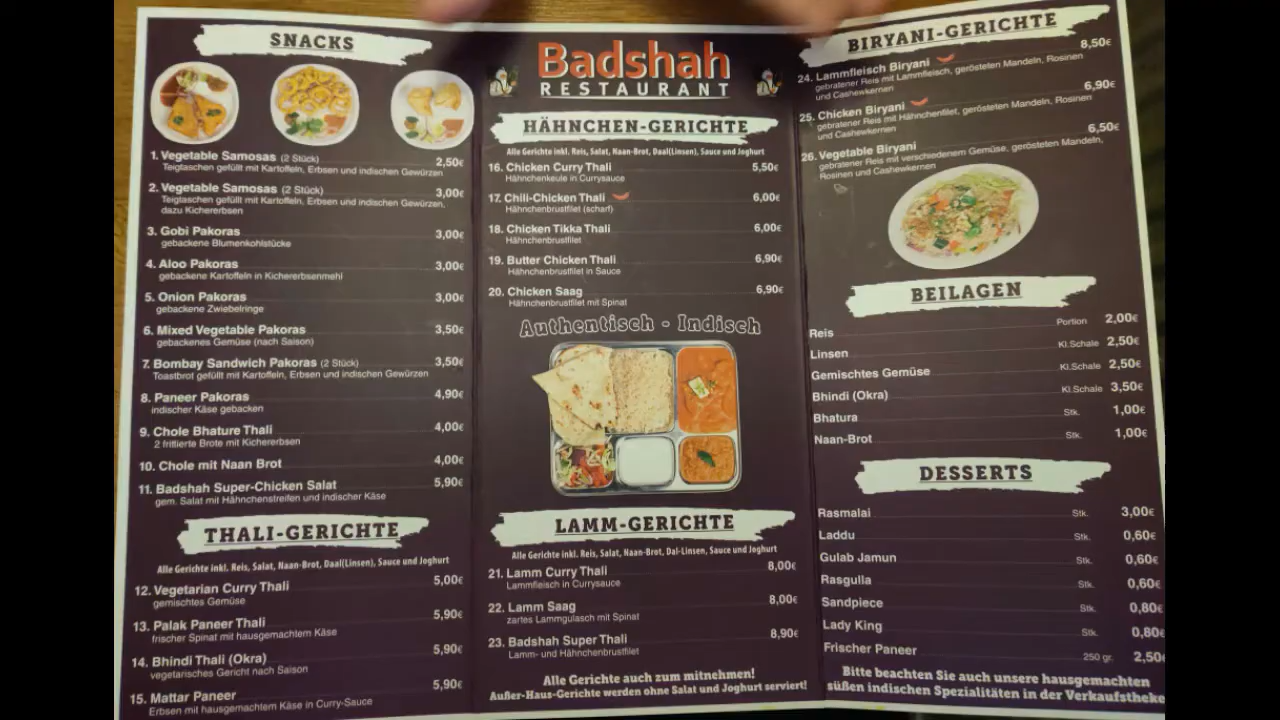 SNACKS
1. Vegetable Samosas (2 Stück) 2,50€
Teigtaschen gefüllt mit Kartoffeln, Erbsen und indischen Gewürzen
2. Vegetable Samosas (2 Stück) 3,00€
Teiglaschen gefüllt mit Kartoffeln, Erbsen und indischen Gewürzen,
dazu Kichererbsen
3. Gobi Pakoras 3,00€
gebackene Blumenkohlstücke
4. Aloo Pakoras 3,00€
gebackene Kartoffeln in Kichererbsenmehl
5. Onion Pakoras 3,00€
gebackene Zwiebelringe
6. Mixed Vegetable Pakoras 3,50€
gebackenes Gemüse (nach Saison)
7. Bombay Sandwich Pakoras (2 Stück) 3,50€
Toastbrot gefüllt mit Kartoffeln, Erbsen und indischen Gewürzen
8. Paneer Pakoras 4,90€
indischer Käse gebacken
9. Chole Bhature Thali 4,00€
2 frittierte Brote mit Kichererbsen
10. Chole mit Naan Brot 4,00€
11. Badshah Super-Chicken Salat 5,90€
gem. Salat mit Hähnchenstreifen und indischer Käse
THALI-GERICHTE
Alle Gerichte inkl. Reis, Salat, Naan-Brot, Daal(Linsen), Sauce und Joghurt
12. Vegetarian Curry Thali 5,00€
gemischtes Gemüse
13. Palak Paneer Thali 5,90€
frischer Spinat mit hausgemachtem Käse
14. Bhindi Thali (Okra) 5,90€
vegetarisches Gericht nach Saison
15. Mattar Paneer 5,90€
Erbsen mit hausgemachtem Käse in Curry-Sauce
Badshah
RESTAURANT
HÄHNCHEN-GERICHTE
Alle Gerichte inkl. Reis, Salat, Naan-Brot, Daal(Linsen), Sauce und Joghurt
16. Chicken Curry Thali 5,50€
Hähnchenkeule in Currysauce
17. Chili-Chicken Thali 6,00€
Hähnchenbrustfilet (scharf)
18. Chicken Tikka Thali 6,00€
Hähnchenbrustfilet
19. Butter Chicken Thali 6,90€
Hähnchenbrustfilet in Sauce
20. Chicken Saag 6,90€
Hähnchenbrustfilet mit Spinat
Authentisch - Indisch
LAMM-GERICHTE
Alle Gerichte inkl. Reis, Salat, Naan-Brot, Dal-Linsen, Sauce und Joghurt
21. Lamm Curry Thali 8,00€
Lammfleisch in Currysauce
22. Lamm Saag 8,00€
zartes Lammgulasch mit Spinat
23. Badshah Super Thali 8,90€
Lamm- und Hähnchenbrustfilet
Alle Gerichte auch zum mitnehmen!
Außer-Haus-Gerichte werden ohne Salat und Joghurt serviert!
BIRYANI-GERICHTE
24. Lammfleisch Biryani 8,50€
gebratener Reis mit Lammfleisch, gerösteten Mandeln, Rosinen
und Cashewkernen
25. Chicken Biryani 6,90€
gebratener Reis mit Hähnchenfilet, gerösteten Mandeln, Rosinen
und Cashewkernen
26. Vegetable Biryani 6,50€
gebratener Reis mit verschiedenem Gemüse, gerösteten Mandeln,
Rosinen und Cashewkernen
BEILAGEN
Reis Portion 2,00€
Linsen Kl.Schale 2,50€
Gemischtes Gemüse Kl.Schale 2,50€
Bhindi (Okra) Kl.Schale 3,50€
Bhatura Stk. 1,00€
Naan-Brot Stk. 1,00€
DESSERTS
Rasmalai Stk. 3,00€
Laddu Stk. 0,60€
Gulab Jamun Stk. 0,60€
Rasgulla Stk. 0,60€
Sandpiece Stk. 0,80€
Lady King Stk. 0,80€
Frischer Paneer 250 gr. 2,50€
Bitte beachten Sie auch unsere hausgemachten
süßen indischen Spezialitäten in der Verkaufstheke